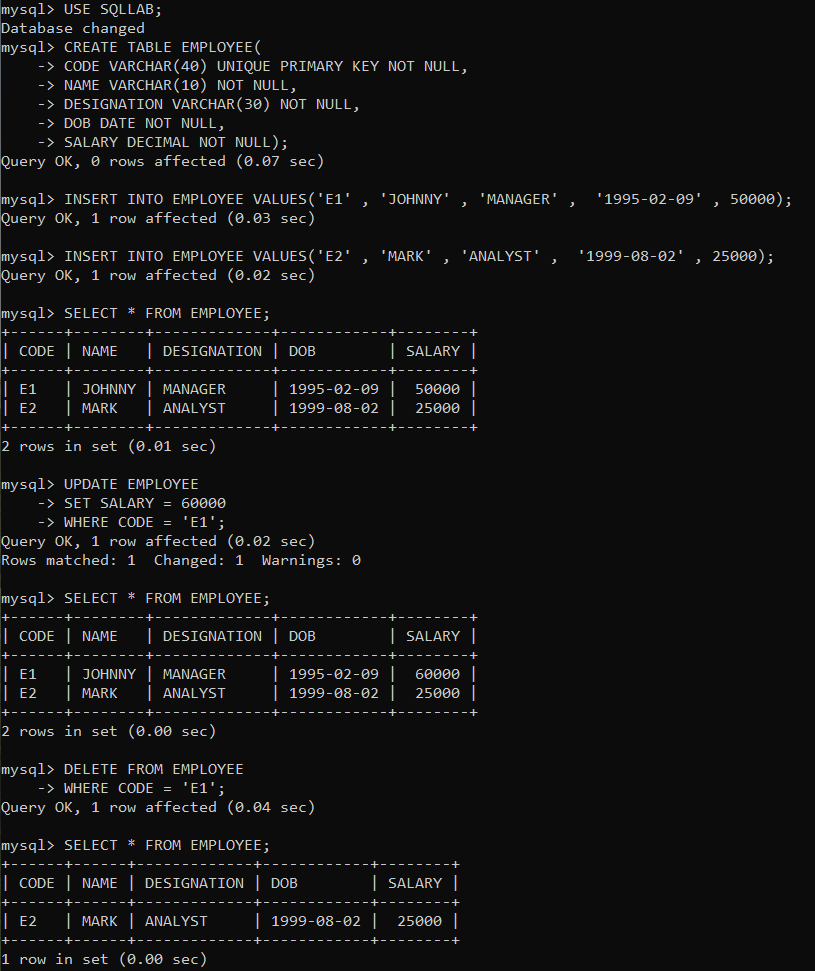 mysql> USE SQLLAB;
Database changed
mysql> CREATE TABLE EMPLOYEE(
    -> CODE VARCHAR(40) UNIQUE PRIMARY KEY NOT NULL,
    -> NAME VARCHAR(10) NOT NULL,
    -> DESIGNATION VARCHAR(30) NOT NULL,
    -> DOB DATE NOT NULL,
    -> SALARY DECIMAL NOT NULL);
Query OK, 0 rows affected (0.07 sec)

mysql> INSERT INTO EMPLOYEE VALUES('E1' , 'JOHNNY' , 'MANAGER' ,  '1995-02-09' , 50000);
Query OK, 1 row affected (0.03 sec)

mysql> INSERT INTO EMPLOYEE VALUES('E2' , 'MARK' , 'ANALYST' ,  '1999-08-02' , 25000);
Query OK, 1 row affected (0.02 sec)

mysql> SELECT * FROM EMPLOYEE;
+------+--------+-------------+------------+--------+
| CODE | NAME   | DESIGNATION | DOB        | SALARY |
+------+--------+-------------+------------+--------+
| E1   | JOHNNY | MANAGER     | 1995-02-09 |  50000 |
| E2   | MARK   | ANALYST     | 1999-08-02 |  25000 |
+------+--------+-------------+------------+--------+
2 rows in set (0.01 sec)

mysql> UPDATE EMPLOYEE
    -> SET SALARY = 60000
    -> WHERE CODE = 'E1';
Query OK, 1 row affected (0.02 sec)
Rows matched: 1  Changed: 1  Warnings: 0

mysql> SELECT * FROM EMPLOYEE;
+------+--------+-------------+------------+--------+
| CODE | NAME   | DESIGNATION | DOB        | SALARY |
+------+--------+-------------+------------+--------+
| E1   | JOHNNY | MANAGER     | 1995-02-09 |  60000 |
| E2   | MARK   | ANALYST     | 1999-08-02 |  25000 |
+------+--------+-------------+------------+--------+
2 rows in set (0.00 sec)

mysql> DELETE FROM EMPLOYEE
    -> WHERE CODE = 'E1';
Query OK, 1 row affected (0.04 sec)

mysql> SELECT * FROM EMPLOYEE;
+------+------+-------------+------------+--------+
| CODE | NAME | DESIGNATION | DOB        | SALARY |
+------+------+-------------+------------+--------+
| E2   | MARK | ANALYST     | 1999-08-02 |  25000 |
+------+------+-------------+------------+--------+
1 row in set (0.00 sec)